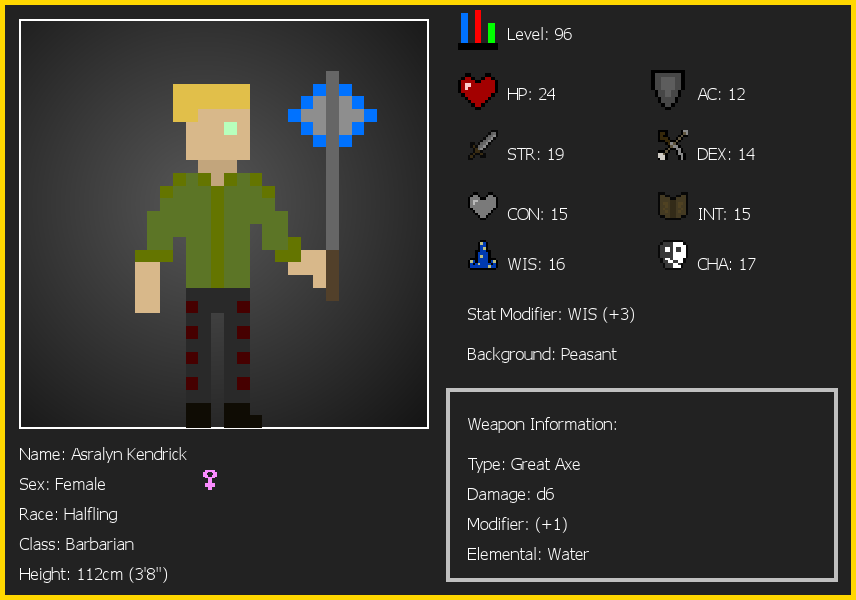 Level: 96
HP: 24
AC: 12
STR: 19
DEX: 14
CON: 15
INT: 15
WIS: 16
CHA: 17
Stat Modifier: WIS (+3)
Background: Peasant
Weapon Information:
Type: Great Axe
Damage: d6
Modifier: (+1)
Elemental: Water
Name: Asralyn Kendrick
Sex: Female
Race: Halfling
Class: Barbarian
Height: 112cm (3'8")